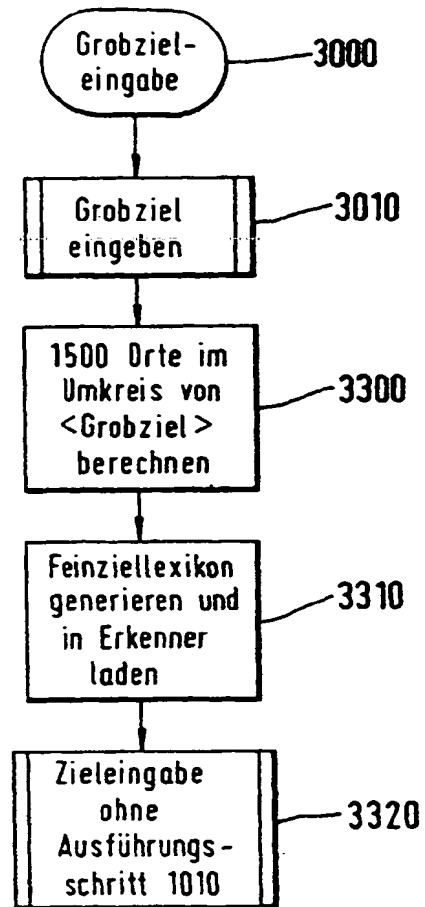 Grobziel-
eingabe
3000
Grobziel
eingeben
3010
1500 Orte im
Umkreis von
<Grobziel>
berechnen
3300
Feinziellexikon
generieren und
in Erkenner
laden
3310
Zieleingabe
ohne
Ausführungs-
schritt 1010
3320